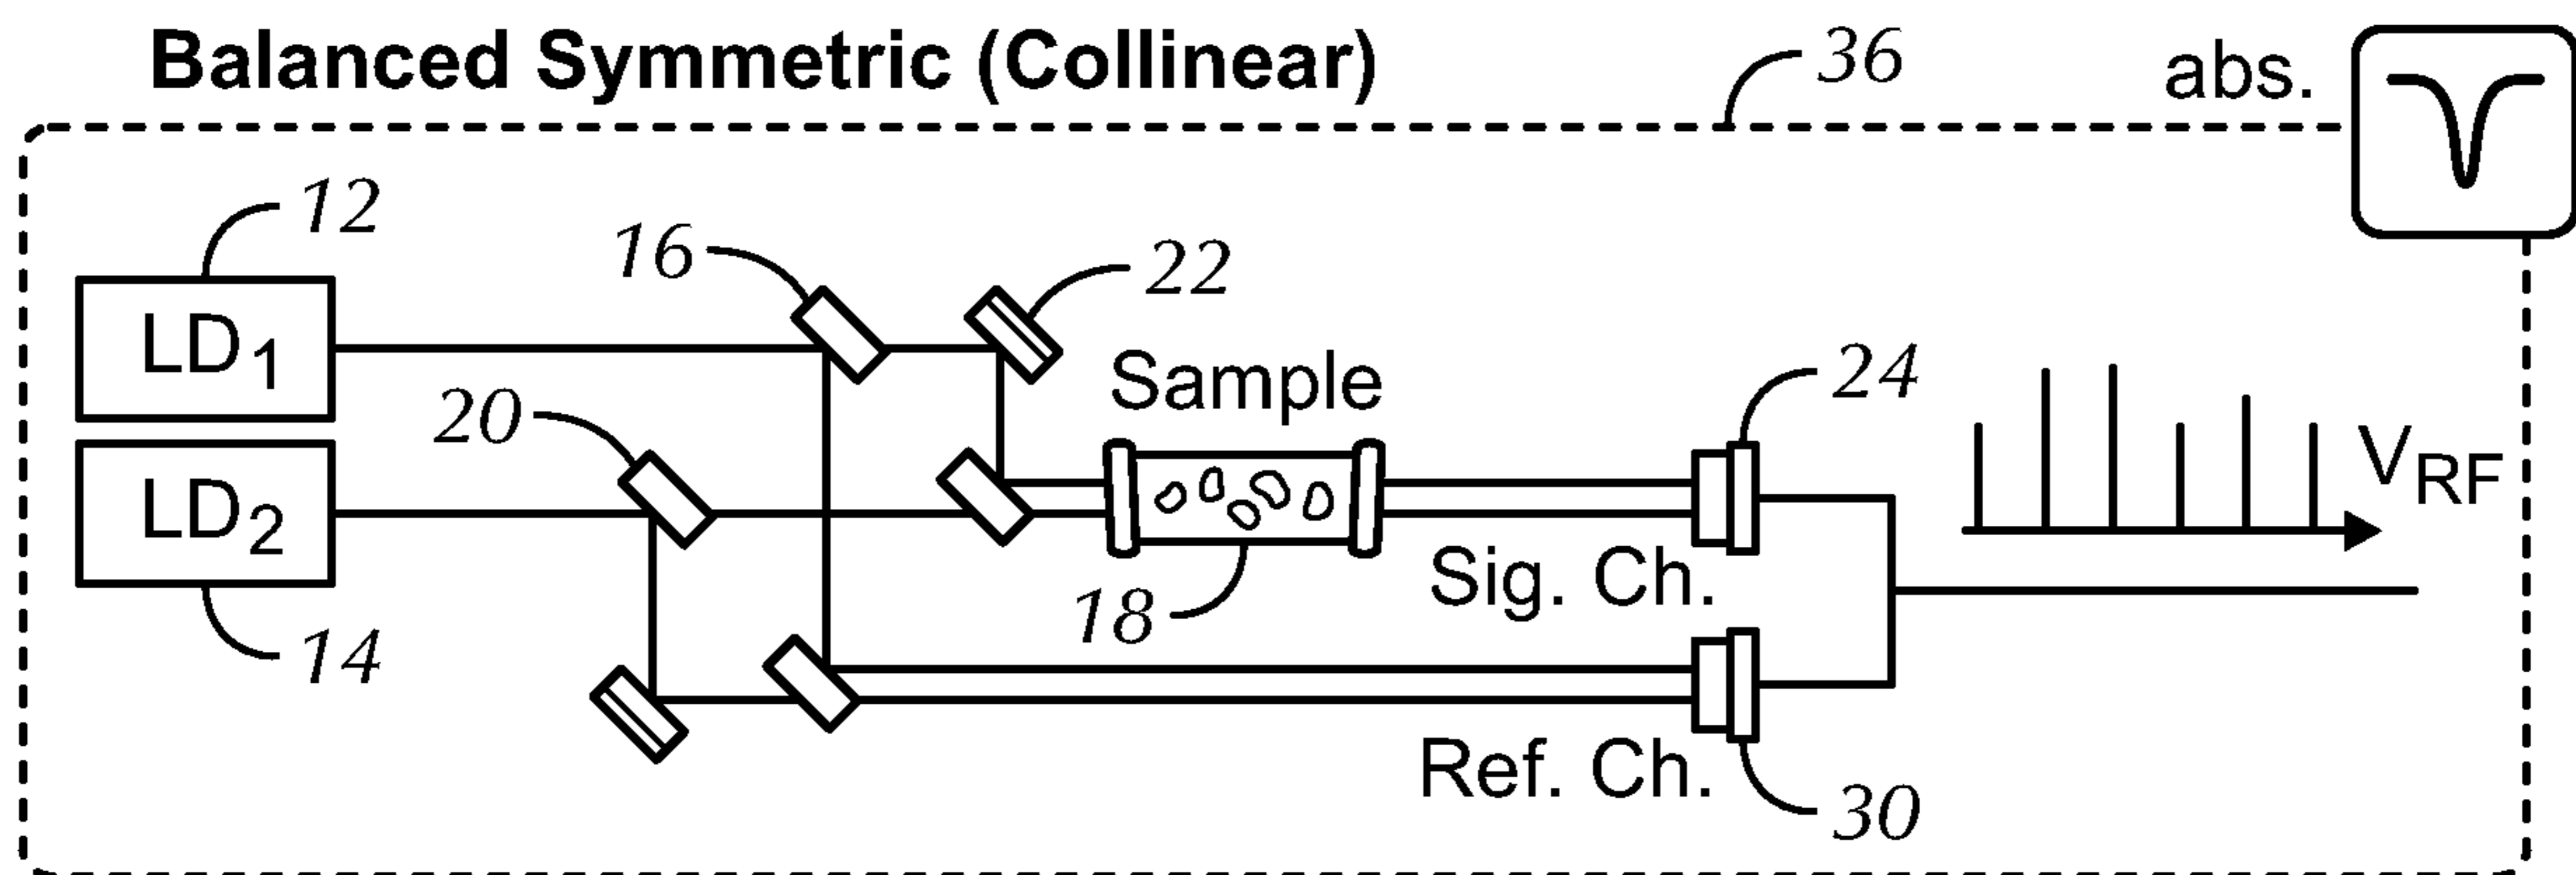 Balanced Symmetric (Collinear)
36
abs.
12
16
22
LD1
Sample
24
20
LD2
VRF
Sig. Ch.
18
14
Ref. Ch.
30